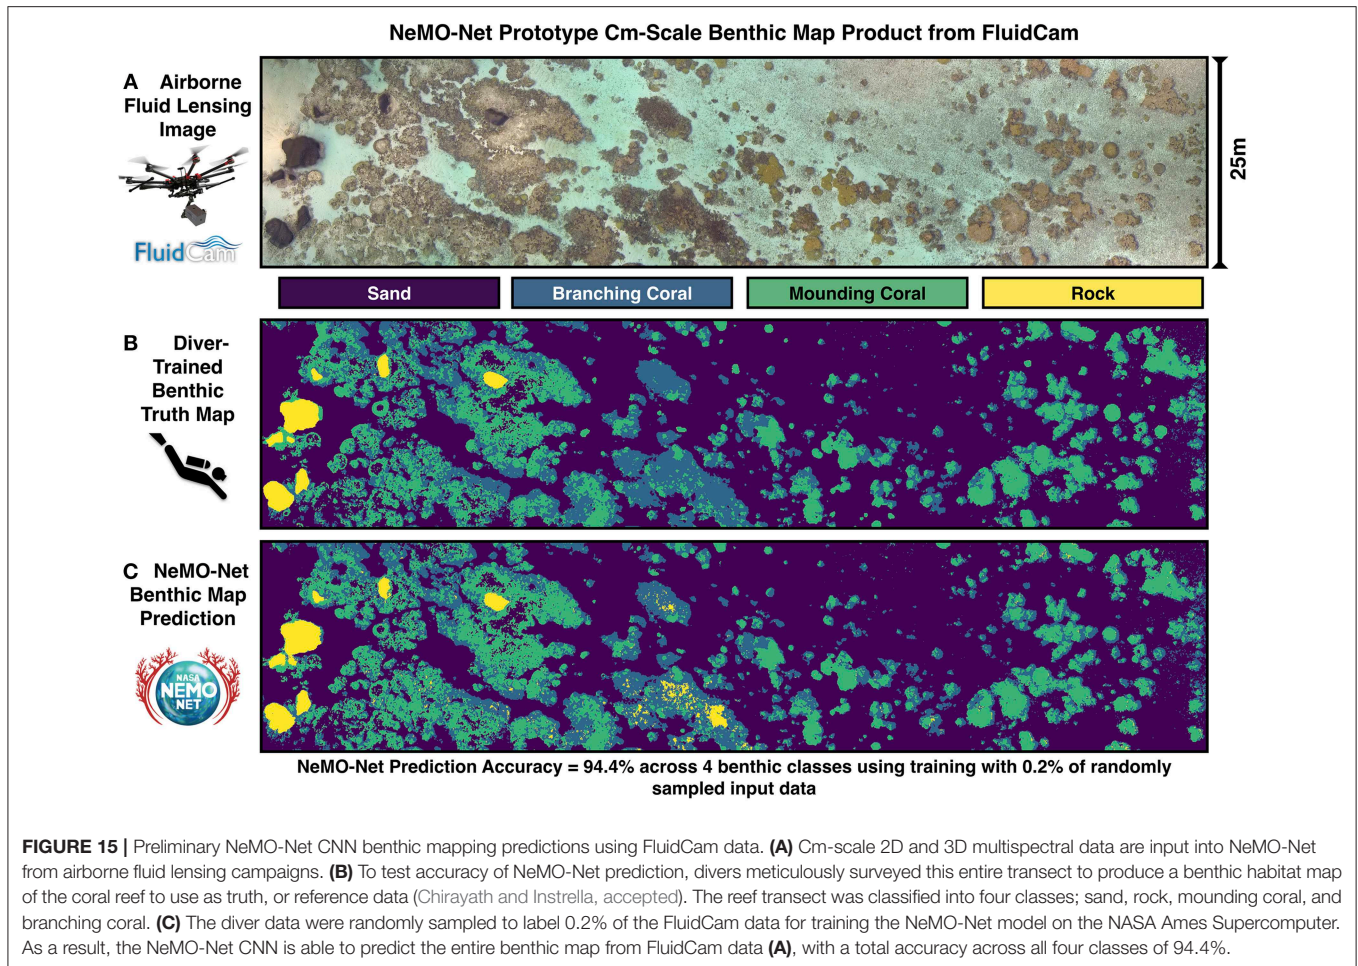 NeMO-Net Prototype Cm-Scale Benthic Map Product from FluidCam
A Airborne
Fluid Lensing
Image
FluidCam
25m
Sand
Branching Coral
Mounding Coral
Rock
B Diver-
Trained
Benthic
Truth Map
C NeMO-Net
Benthic Map
Prediction
NASA
NEMO
NET
NeMO-Net Prediction Accuracy = 94.4% across 4 benthic classes using training with 0.2% of randomly
sampled input data
FIGURE 15 | Preliminary NeMO-Net CNN benthic mapping predictions using FluidCam data. (A) Cm-scale 2D and 3D multispectral data are input into NeMO-Net
from airborne fluid lensing campaigns. (B) To test accuracy of NeMO-Net prediction, divers meticulously surveyed this entire transect to produce a benthic habitat map
of the coral reef to use as truth, or reference data (Chirayath and Instrella, accepted). The reef transect was classified into four classes; sand, rock, mounding coral, and
branching coral. (C) The diver data were randomly sampled to label 0.2% of the FluidCam data for training the NeMO-Net model on the NASA Ames Supercomputer.
As a result, the NeMO-Net CNN is able to predict the entire benthic map from FluidCam data (A), with a total accuracy across all four classes of 94.4%.